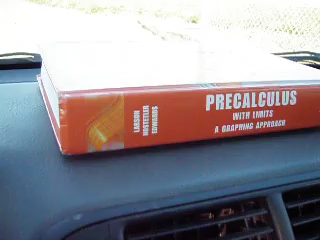 LARSON
HOSTETLER
EDWARDS
PRECALCULUS
WITH LIMITS
A GRAPHING APPROACH